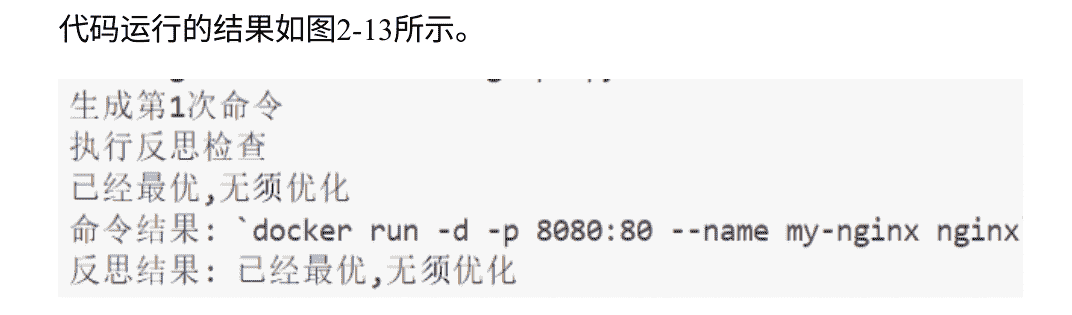 代码运行的结果如图2-13所示。
生成第1次命令
执行反思检查
已经最优,无须优化
命令结果: `docker run -d -p 8080:80 --name my-nginx nginx`
反思结果: 已经最优,无须优化